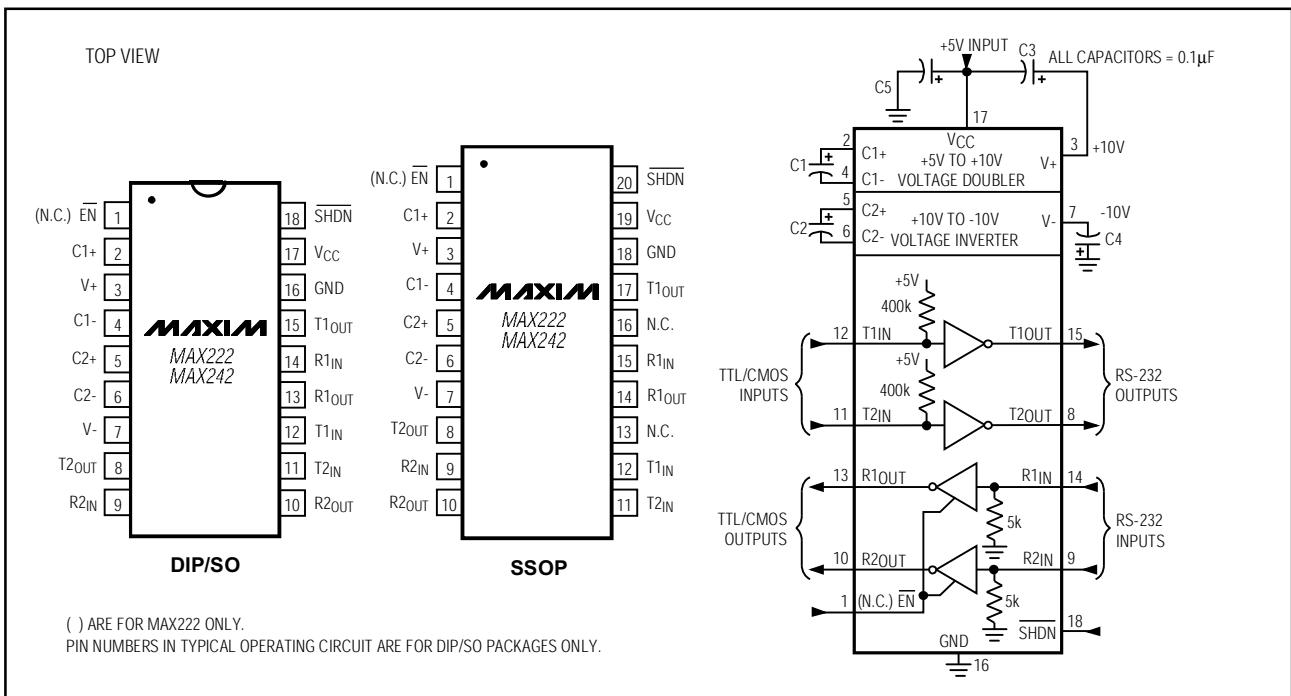 TOP VIEW
(N.C.) EN
C1+
V+
C1-
C2+
C2-
V-
T2OUT
R2IN
1
2
3
4
5
6
7
8
9
MAXIM
MAX222
MAX242
18
17
16
15
14
13
12
11
10
SHDN
VCC
GND
T1OUT
R1IN
R1OUT
T1IN
T2IN
R2OUT
DIP/SO
(N.C.) EN
C1+
V+
C1-
C2+
C2-
V-
T2OUT
R2IN
R2OUT
1
2
3
4
5
6
7
8
9
10
MAXIM
MAX222
MAX242
20
19
18
17
16
15
14
13
12
11
SHDN
VCC
GND
T1OUT
N.C.
R1IN
R1OUT
N.C.
T1IN
T2IN
SSOP
+5V INPUT
C3
ALL CAPACITORS = 0.1μF
C5
+
+
17
VCC
2
C1+
+5V TO +10V
3
+10V
C1
+
4
C1-
VOLTAGE DOUBLER
V+
5
C2+
+10V TO -10V
7
-10V
C2
+
6
C2-
VOLTAGE INVERTER
V-
C4
+
+5V
400k
12
T1IN
T1OUT
15
+5V
TTL/CMOS
INPUTS
400k
RS-232
OUTPUTS
11
T2IN
T2OUT
8
13
R1OUT
R1IN
14
TTL/CMOS
OUTPUTS
5k
RS-232
INPUTS
10
R2OUT
R2IN
9
1
(N.C.) EN
5k
SHDN
18
GND
16
( ) ARE FOR MAX222 ONLY.
PIN NUMBERS IN TYPICAL OPERATING CIRCUIT ARE FOR DIP/SO PACKAGES ONLY.